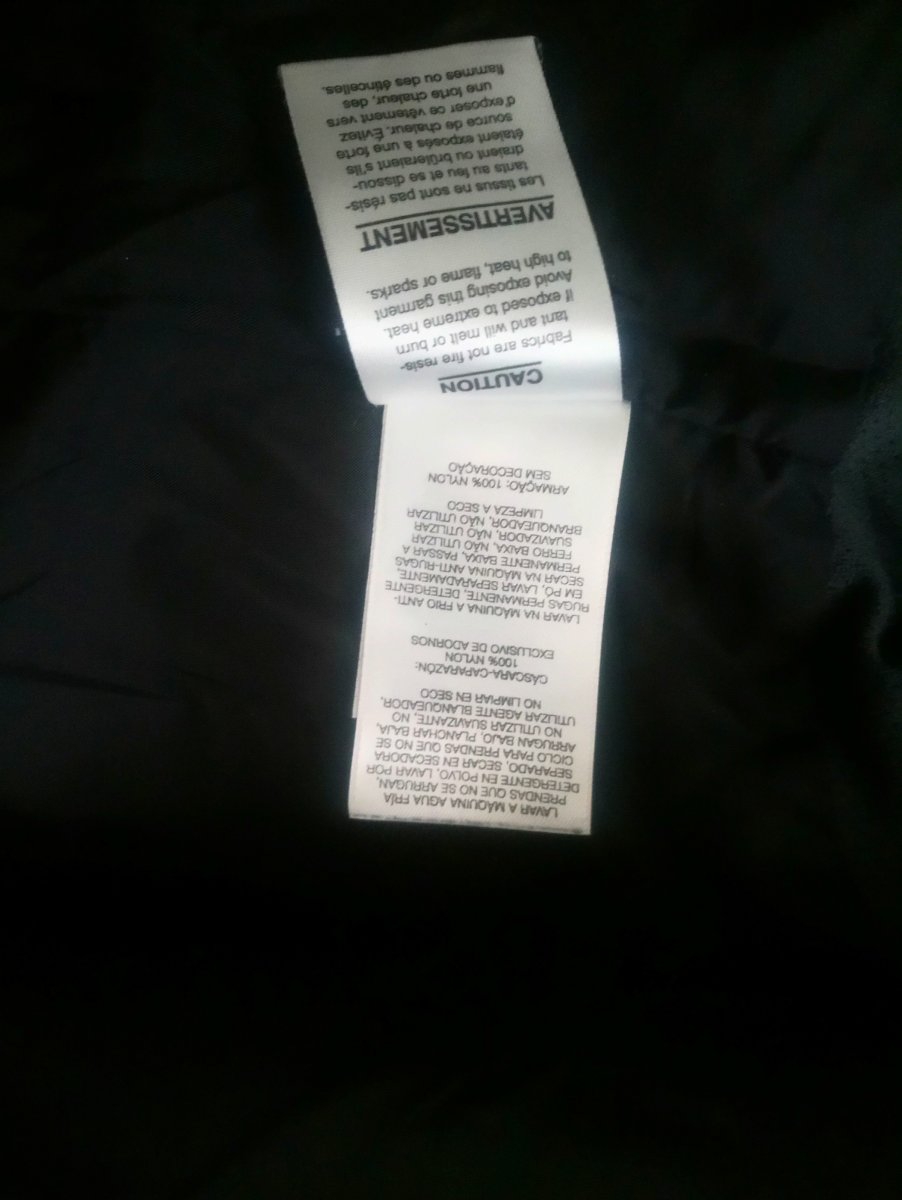 LAVAR A MÁQUINA AGUA FRÍA
PRENDAS QUE NO SE ARRUGAN,
DETERGENTE EN POLVO, LAVAR POR
SEPARADO, SECAR EN SECADORA
CICLO PARA PRENDAS QUE NO SE
ARRUGAN BAJO, PLANCHAR BAJA,
NO UTILIZAR SUAVIZANTE, NO
UTILIZAR AGENTE BLANQUEADOR,
NO LIMPIAR EN SECO
CÁSCARA-CAPARAZÓN:
100% NYLON
EXCLUSIVO DE ADORNOS
LAVAR NA MÁQUINA A FRIO ANTI-
RUGAS PERMANENTE, DETERGENTE
EM PÓ, LAVAR SEPARADAMENTE,
SECAR NA MÁQUINA ANTI-RUGAS
PERMANENTE BAIXA, PASSAR A
FERRO BAIXA, NÃO UTILIZAR
SUAVIZADOR, NÃO UTILIZAR
BRANQUEADOR, NÃO UTILIZAR
LIMPEZA A SECO
ARMAÇÃO: 100% NYLON
SEM DECORAÇÃO
CAUTION
Fabrics are not fire resis-
tant and will melt or burn
if exposed to extreme heat.
Avoid exposing this garment
to high heat, flame or sparks.
AVERTISSEMENT
Les tissus ne sont pas résis-
tants au feu et se dissou-
draient ou brûleraient s'ils
étaient exposés à une forte
source de chaleur. Évitez
d'exposer ce vêtement vers
une forte chaleur, des
flammes ou des étincelles.